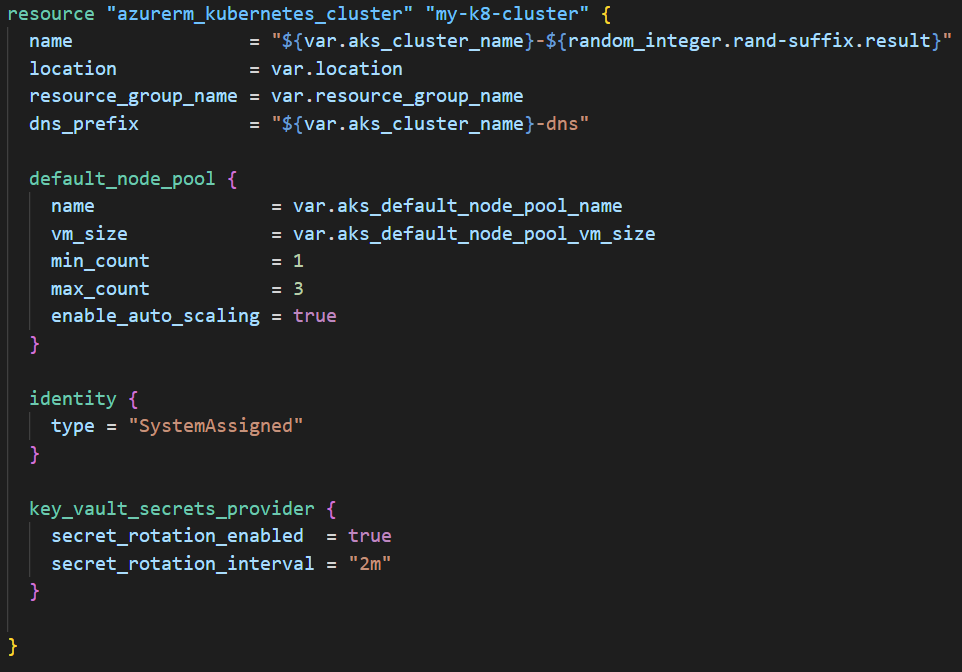 resource "azurerm_kubernetes_cluster" "my-k8-cluster" {
  name                = "${var.aks_cluster_name}-${random_integer.rand-suffix.result}"
  location            = var.location
  resource_group_name = var.resource_group_name
  dns_prefix          = "${var.aks_cluster_name}-dns"

  default_node_pool {
    name                = var.aks_default_node_pool_name
    vm_size             = var.aks_default_node_pool_vm_size
    min_count           = 1
    max_count           = 3
    enable_auto_scaling = true
  }

  identity {
    type = "SystemAssigned"
  }

  key_vault_secrets_provider {
    secret_rotation_enabled  = true
    secret_rotation_interval = "2m"
  }

}